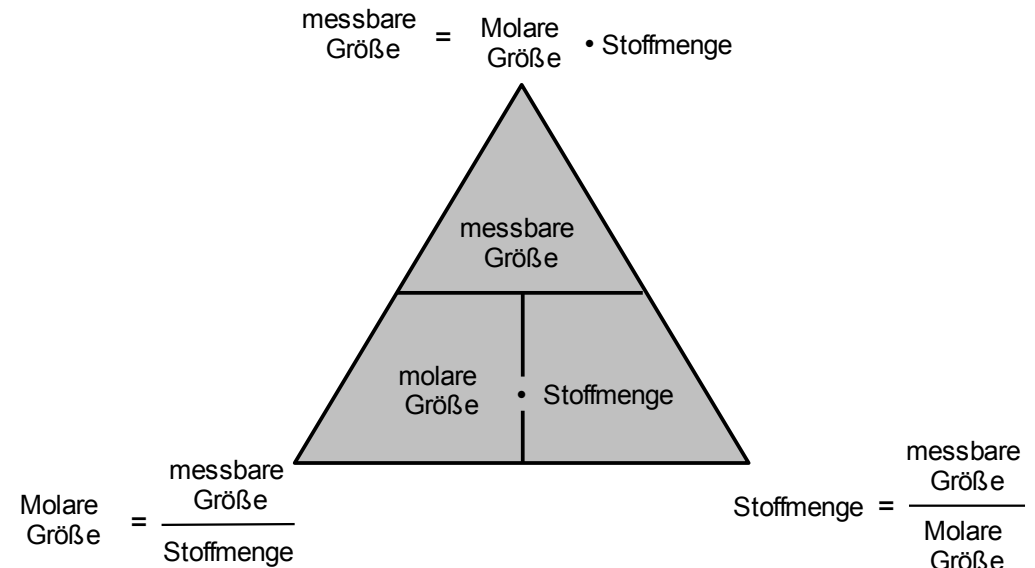 messbare
Größe = Molare
Größe • Stoffmenge
messbare
Größe
molare
Größe • Stoffmenge
Molare
Größe = messbare
Größe
Stoffmenge
Stoffmenge = messbare
Größe
Molare
Größe